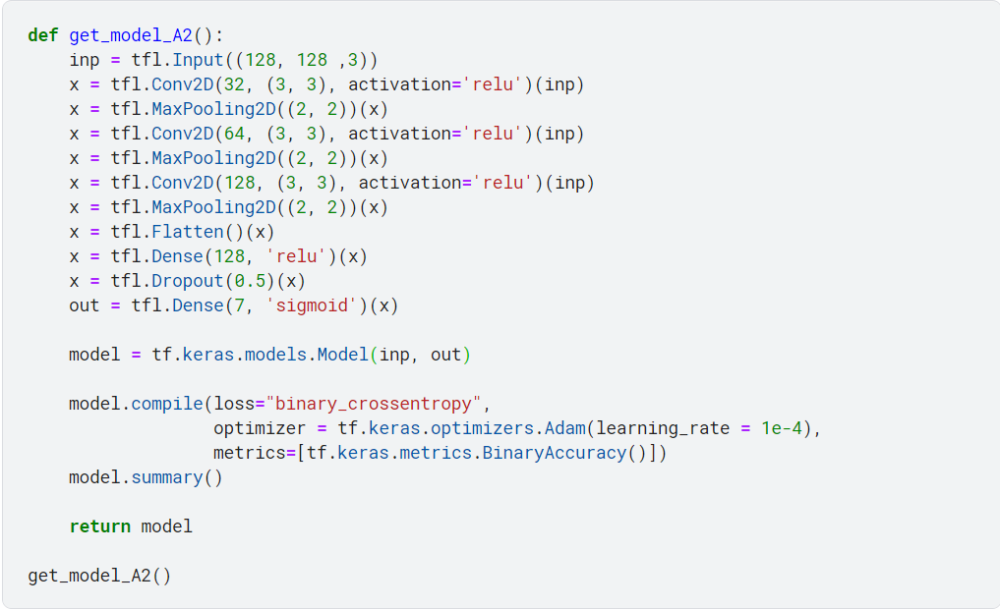 def get_model_A2():
    inp = tfl.Input((128, 128 ,3))
    x = tfl.Conv2D(32, (3, 3), activation='relu')(inp)
    x = tfl.MaxPooling2D((2, 2))(x)
    x = tfl.Conv2D(64, (3, 3), activation='relu')(inp)
    x = tfl.MaxPooling2D((2, 2))(x)
    x = tfl.Conv2D(128, (3, 3), activation='relu')(inp)
    x = tfl.MaxPooling2D((2, 2))(x)
    x = tfl.Flatten()(x)
    x = tfl.Dense(128, 'relu')(x)
    x = tfl.Dropout(0.5)(x)
    out = tfl.Dense(7, 'sigmoid')(x)
    model = tf.keras.models.Model(inp, out)
    model.compile(loss="binary_crossentropy",
                  optimizer = tf.keras.optimizers.Adam(learning_rate = 1e-4),
                  metrics=[tf.keras.metrics.BinaryAccuracy()])
    model.summary()
    return model
get_model_A2()